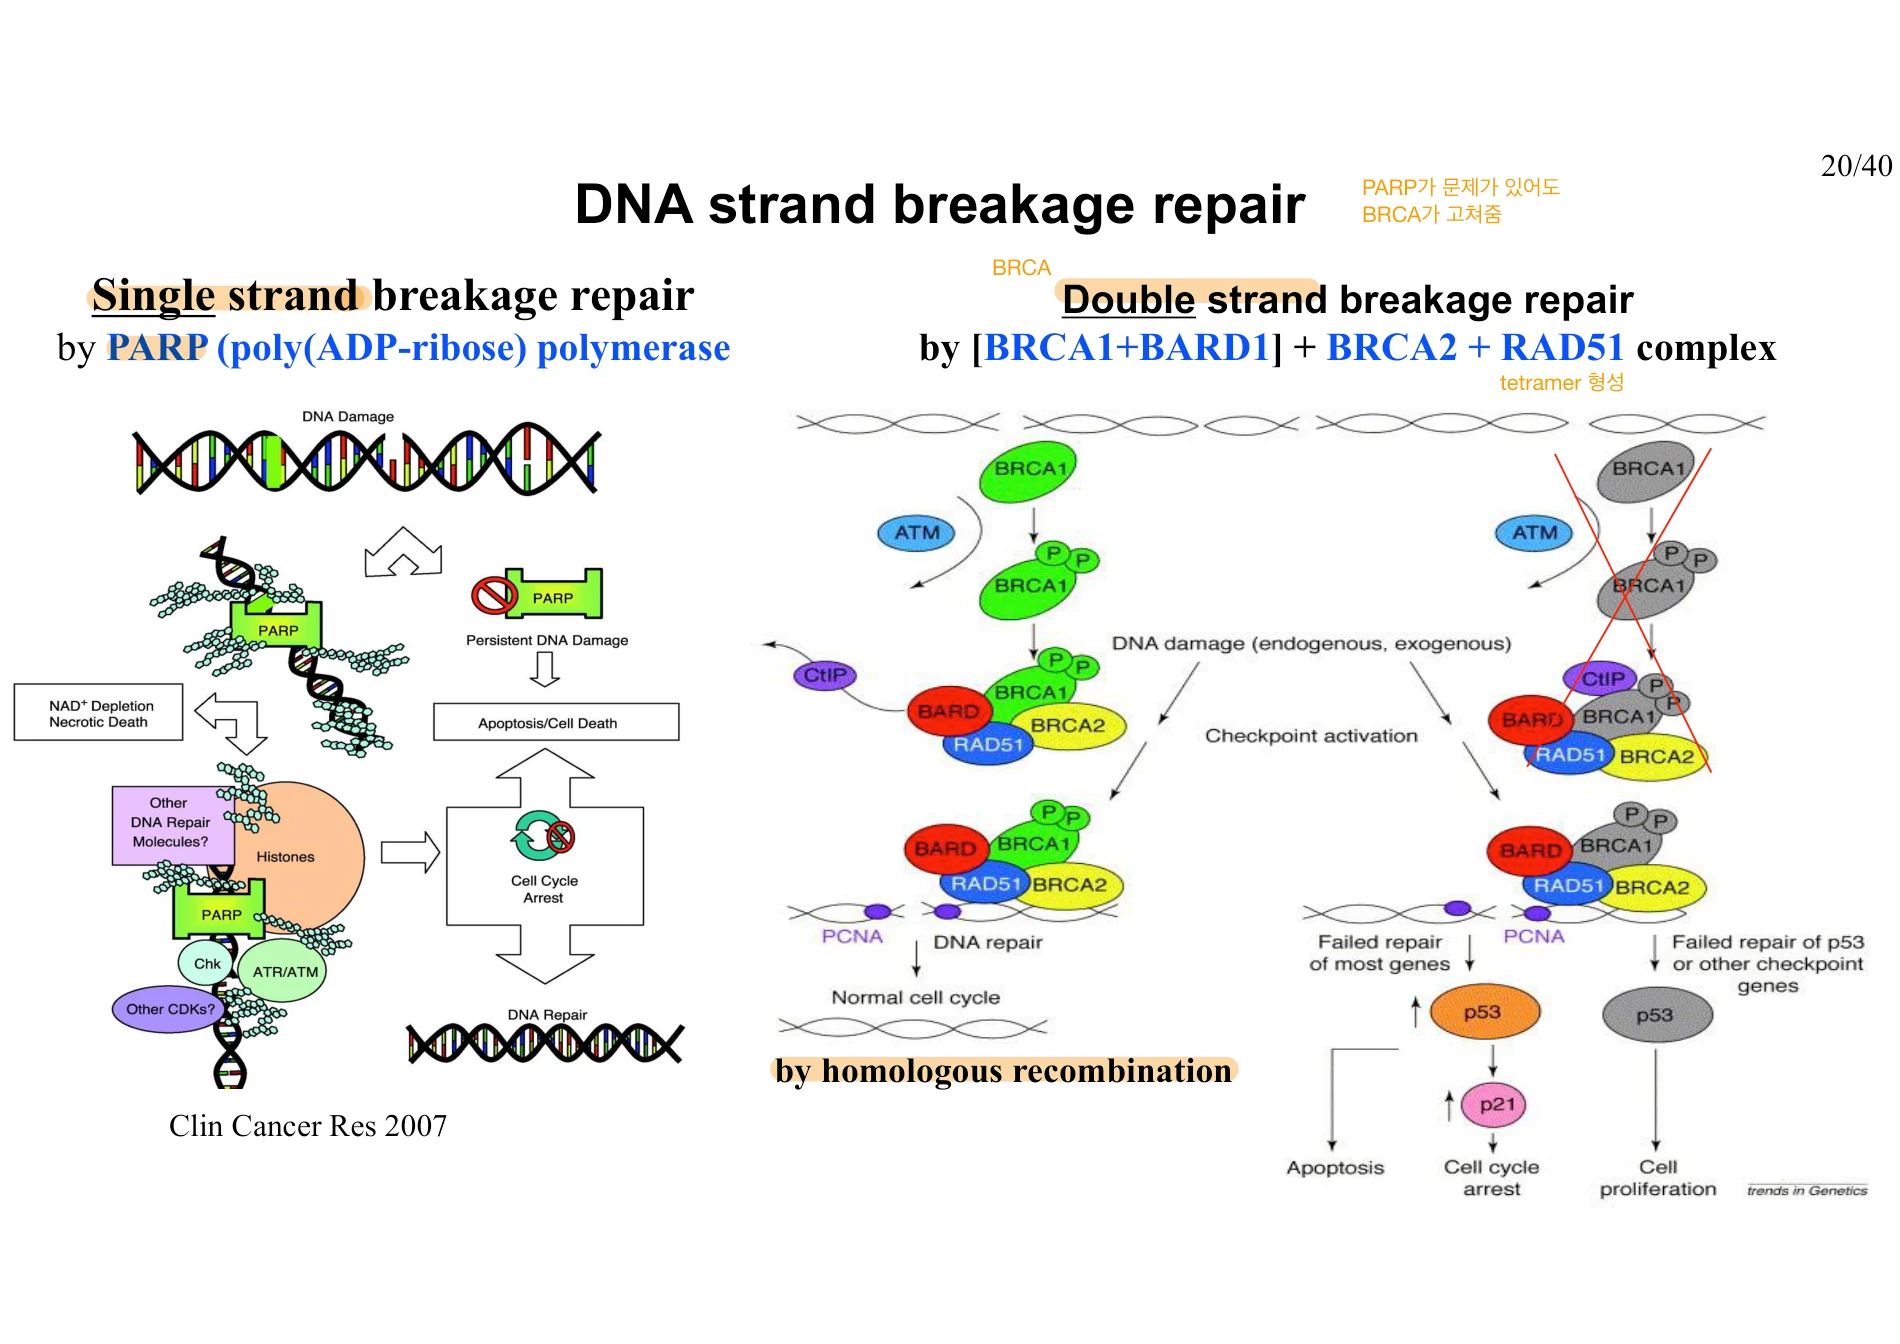 20/40
DNA strand breakage repair
PARP가 문제가 있어도
BRCA가 고쳐줌
Single strand breakage repair
by PARP (poly(ADP-ribose) polymerase
DNA Damage
PARP
PARP
Persistent DNA Damage
NAD+ Depletion
Necrotic Death
Apoptosis/Cell Death
Other
DNA Repair
Molecules?
Histones
Cell Cycle
Arrest
PARP
Chk
ATR/ATM
Other CDKs?
DNA Repair
Clin Cancer Res 2007
BRCA
Double strand breakage repair
by [BRCA1+BARD1] + BRCA2 + RAD51 complex
tetramer 형성
BRCA1
ATM
P
P
BRCA1
CtIP
P
P
BRCA1
BARD
BRCA2
RAD51
DNA damage (endogenous, exogenous)
Checkpoint activation
P
P
BARD
BRCA1
RAD51
BRCA2
PCNA
DNA repair
Normal cell cycle
by homologous recombination
BRCA1
ATM
P
P
BRCA1
CtIP
P
P
BARD
BRCA1
RAD51
BRCA2
P
P
BARD
BRCA1
RAD51
BRCA2
PCNA
Failed repair
of most genes
Failed repair of p53
or other checkpoint
genes
p53
p53
p21
Apoptosis
Cell cycle
arrest
Cell
proliferation
trends in Genetics